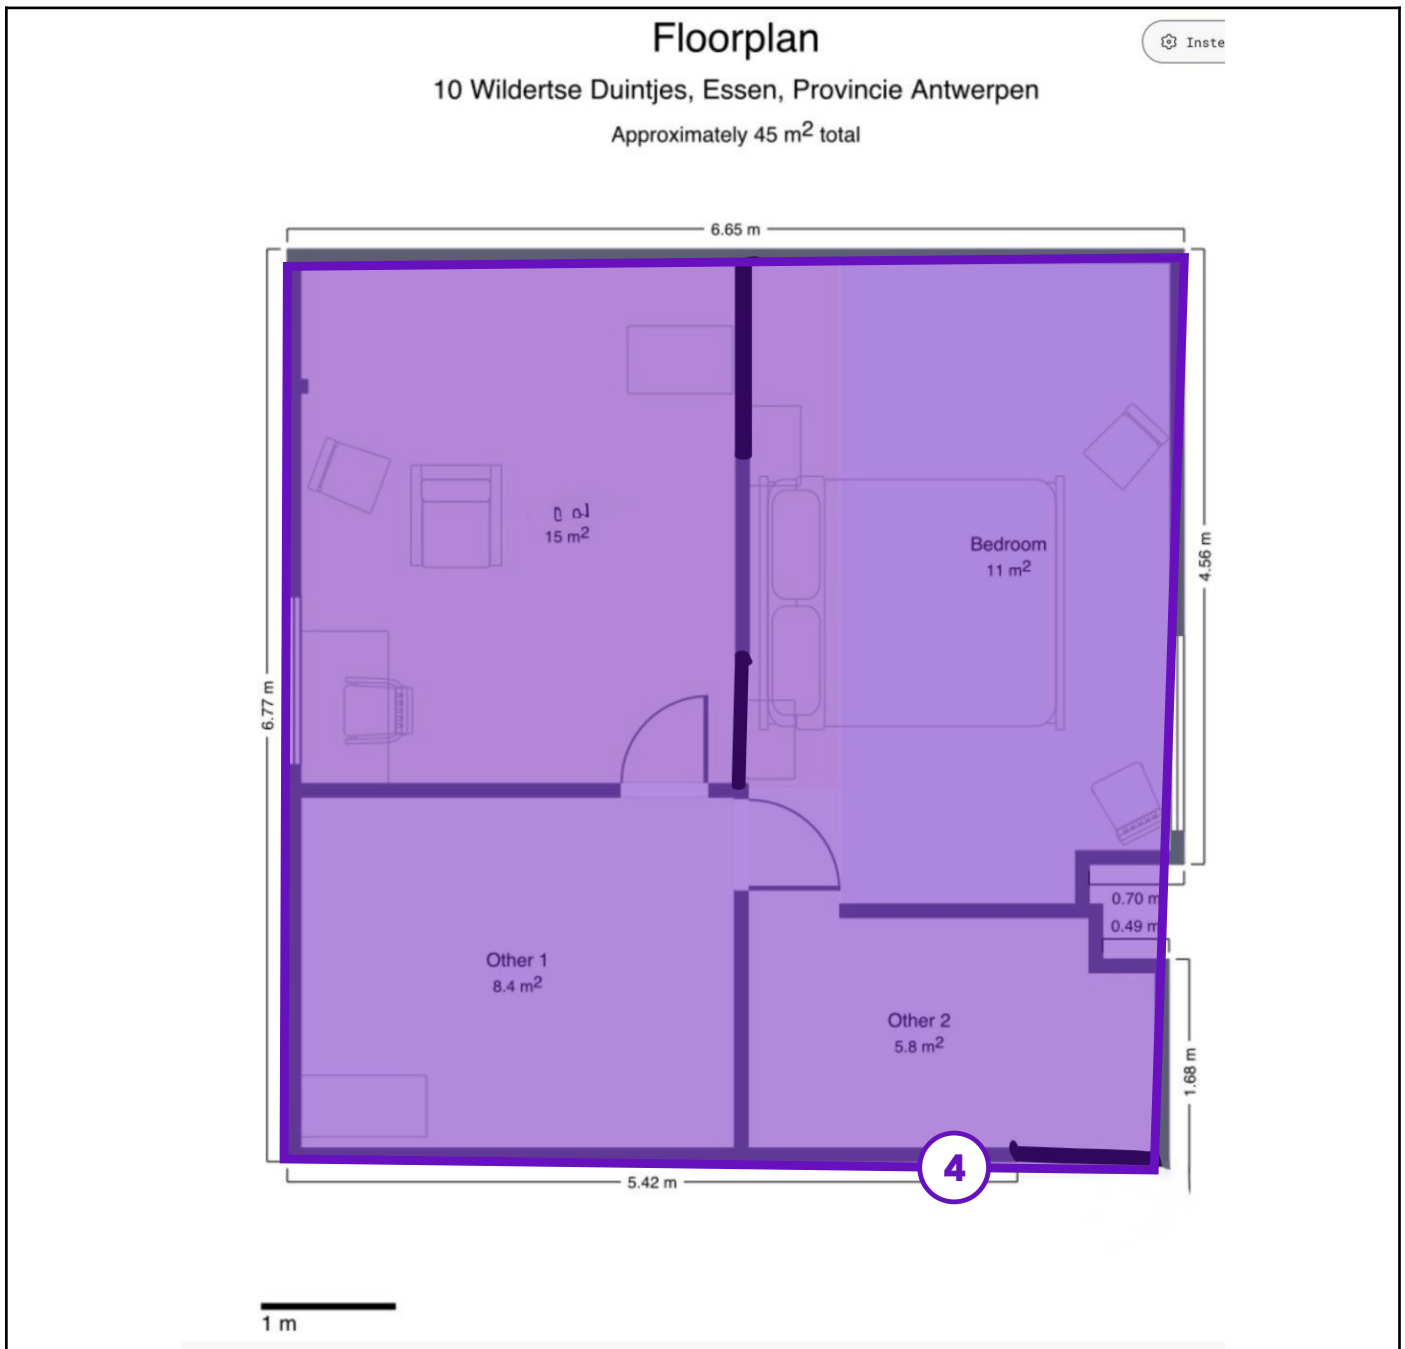 Floorplan
Inste
10 Wildertse Duintjes, Essen, Provincie Antwerpen
Approximately 45 m² total
6.65 m
15 m²
Bedroom
11 m²
4.56 m
6.77 m
0.70 m
0.49 m
Other 1
8.4 m²
Other 2
5.8 m²
1.68 m
4
5.42 m
1 m